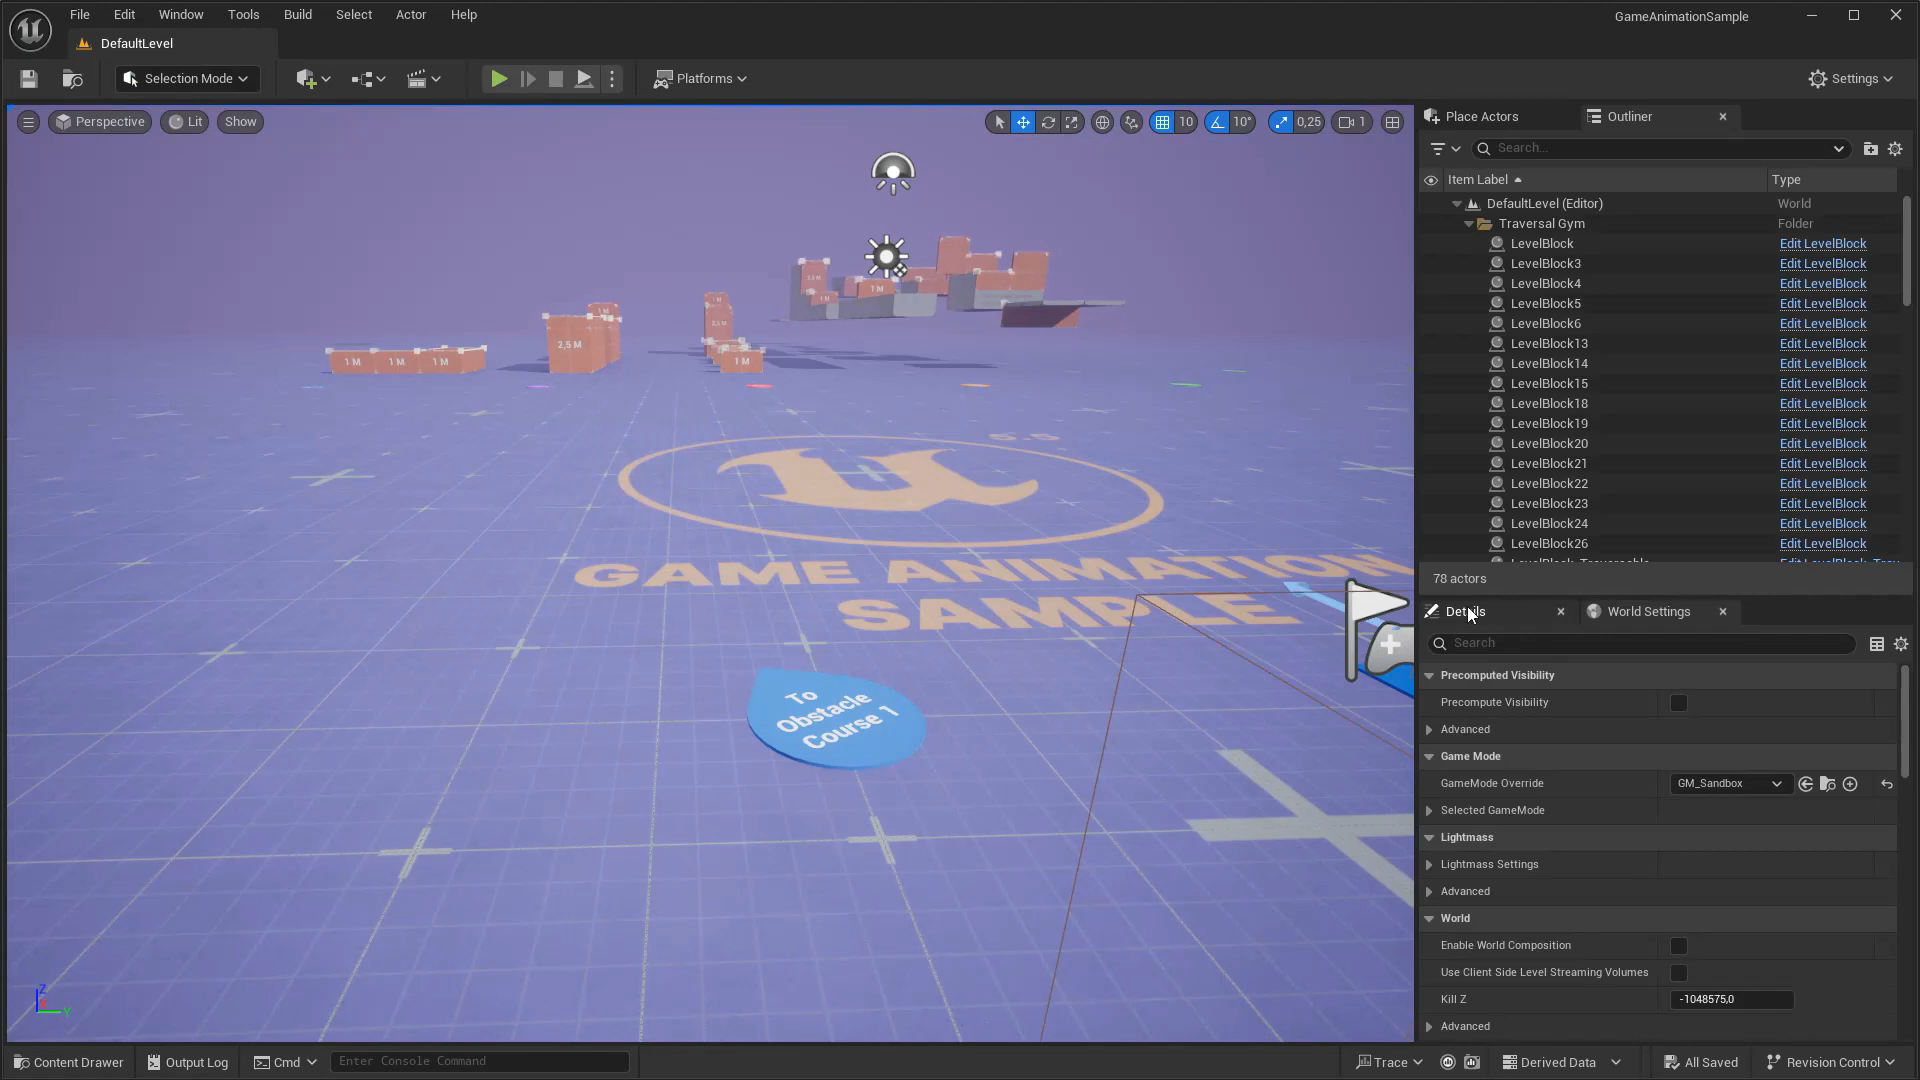 File Edit Window Tools Build Select Actor Help
GameAnimationSample
DefaultLevel
Selection Mode
Platforms
Settings
Perspective Lit Show
10 10° 0,25 1
Place Actors Outliner
Search...
Item Label Type
DefaultLevel (Editor) World
Traversal Gym Folder
LevelBlock Edit LevelBlock
LevelBlock3 Edit LevelBlock
LevelBlock4 Edit LevelBlock
LevelBlock5 Edit LevelBlock
LevelBlock6 Edit LevelBlock
LevelBlock13 Edit LevelBlock
LevelBlock14 Edit LevelBlock
LevelBlock15 Edit LevelBlock
LevelBlock18 Edit LevelBlock
LevelBlock19 Edit LevelBlock
LevelBlock20 Edit LevelBlock
LevelBlock21 Edit LevelBlock
LevelBlock22 Edit LevelBlock
LevelBlock23 Edit LevelBlock
LevelBlock24 Edit LevelBlock
LevelBlock26 Edit LevelBlock
78 actors
1 M 1 M 1 M
2,5 M
1 M
1 M
GAME ANIMATION
SAMPLE
To
Obstacle
Course 1
Details World Settings
Search
Precomputed Visibility
Precompute Visibility
Advanced
Game Mode
GameMode Override GM_Sandbox
Selected GameMode
Lightmass
Lightmass Settings
Advanced
World
Enable World Composition
Use Client Side Level Streaming Volumes
Kill Z -1048575,0
Advanced
Content Drawer Output Log Cmd Enter Console Command
Trace Derived Data All Saved Revision Control